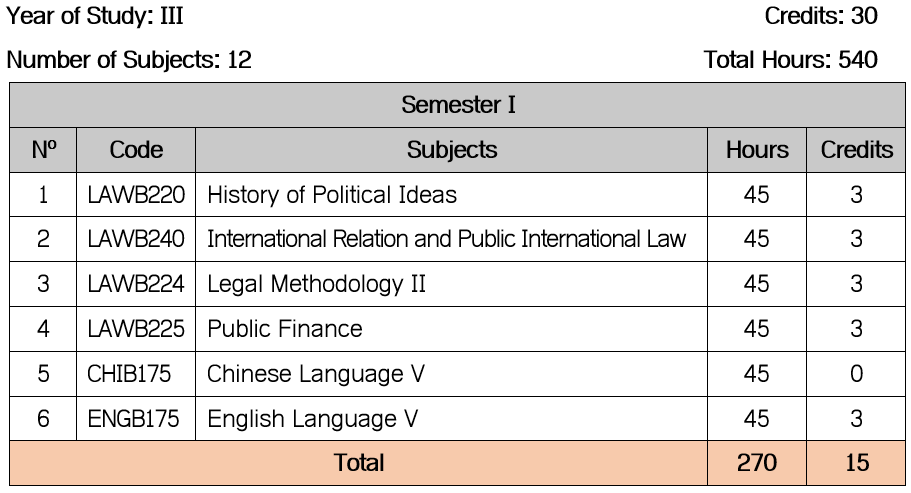 Year of Study: III Credits: 30
Number of Subjects: 12 Total Hours: 540
Semester I
Nº Code Subjects Hours Credits
1 LAWB220 History of Political Ideas 45 3
2 LAWB240 International Relation and Public International Law 45 3
3 LAWB224 Legal Methodology II 45 3
4 LAWB225 Public Finance 45 3
5 CHIB175 Chinese Language V 45 0
6 ENGB175 English Language V 45 3
Total 270 15